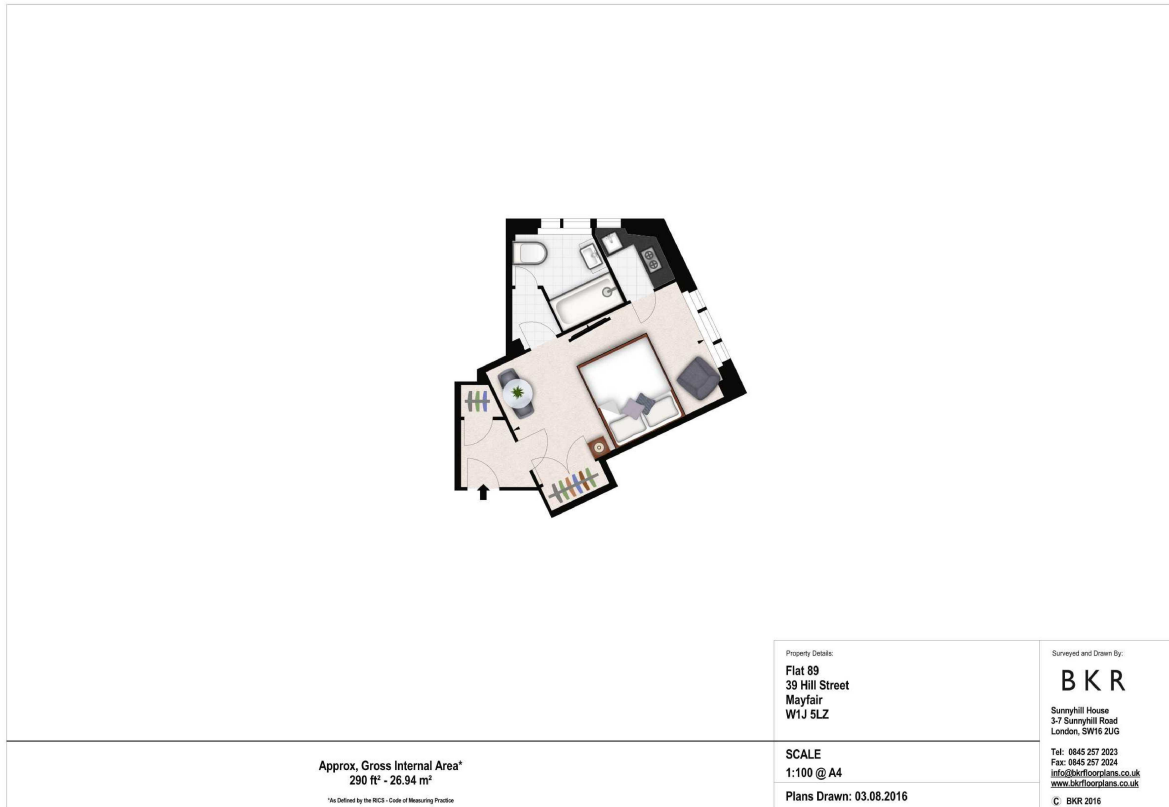 Approx, Gross Internal Area*
290 ft² - 26.94 m²
*As Defined by the RICS - Code of Measuring Practice
Property Details:
Flat 89
39 Hill Street
Mayfair
W1J 5LZ
SCALE
1:100 @ A4
Plans Drawn: 03.08.2016
Surveyed and Drawn By:
BKR
Sunnyhill House
3-7 Sunnyhill Road
London, SW16 2UG
Tel: 0845 257 2023
Fax: 0845 257 2024
info@bkrfloorplans.co.uk
www.bkrfloorplans.co.uk
© BKR 2016